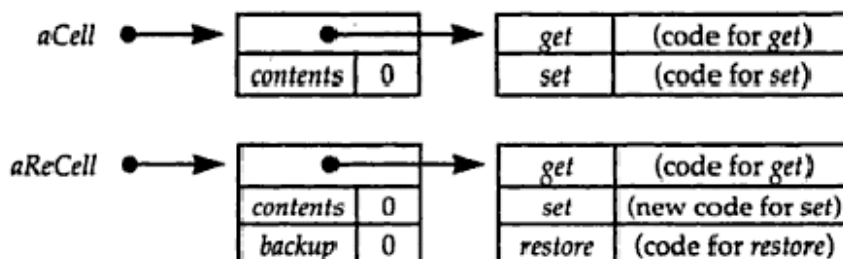 aCell get (code for get)
contents 0 set (code for set)
aReCell get (code for get)
contents 0 set (new code for set)
backup 0 restore (code for restore)